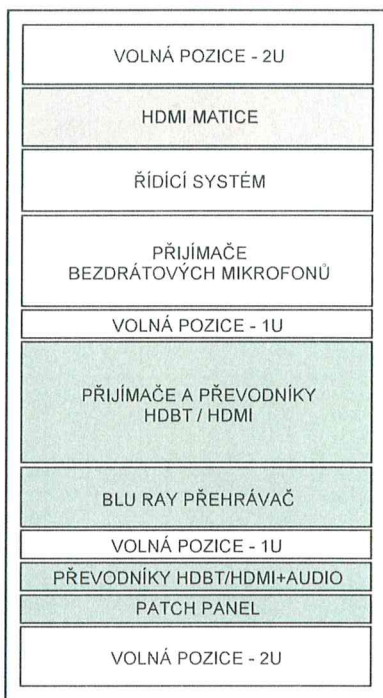 VOLNÁ POZICE - 2U
HDMI MATICE
ŘÍDÍCÍ SYSTÉM
PŘIJÍMAČE
BEZDRÁTOVÝCH MIKROFONŮ
VOLNÁ POZICE - 1U
PŘIJÍMAČE A PŘEVODNÍKY
HDBT / HDMI
BLU RAY PŘEHRÁVAČ
VOLNÁ POZICE - 1U
PŘEVODNÍKY HDBT/HDMI+AUDIO
PATCH PANEL
VOLNÁ POZICE - 2U